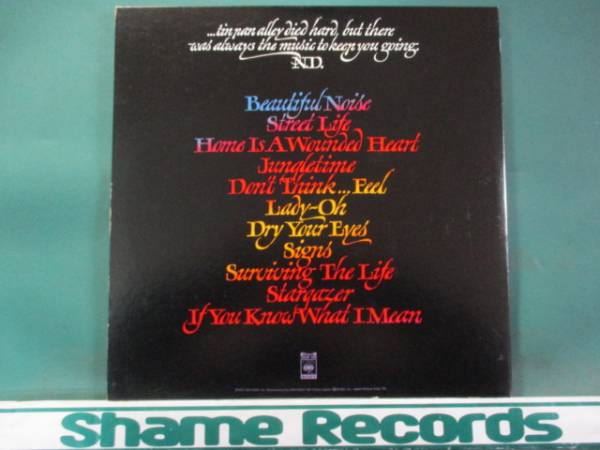 ...tin pan alley died hard, but there
was always the music to keep you going.
N.D.
Beautiful Noise
Street Life
Home Is A Wounded Heart
Jungletime
Don't Think...Feel
Lady-Oh
Dry Your Eyes
Signs
Surviving The Life
Stargazer
If You Know What I Mean
Shame Records